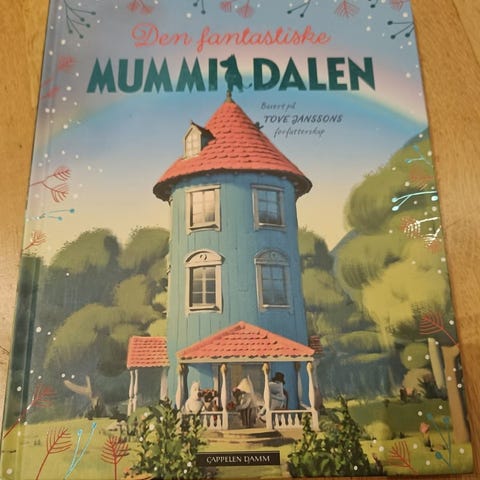 Den fantastiske
MUMMIDALEN
Basert på
TOVE JANSSONS
forfatterskap
CAPPELEN DAMM